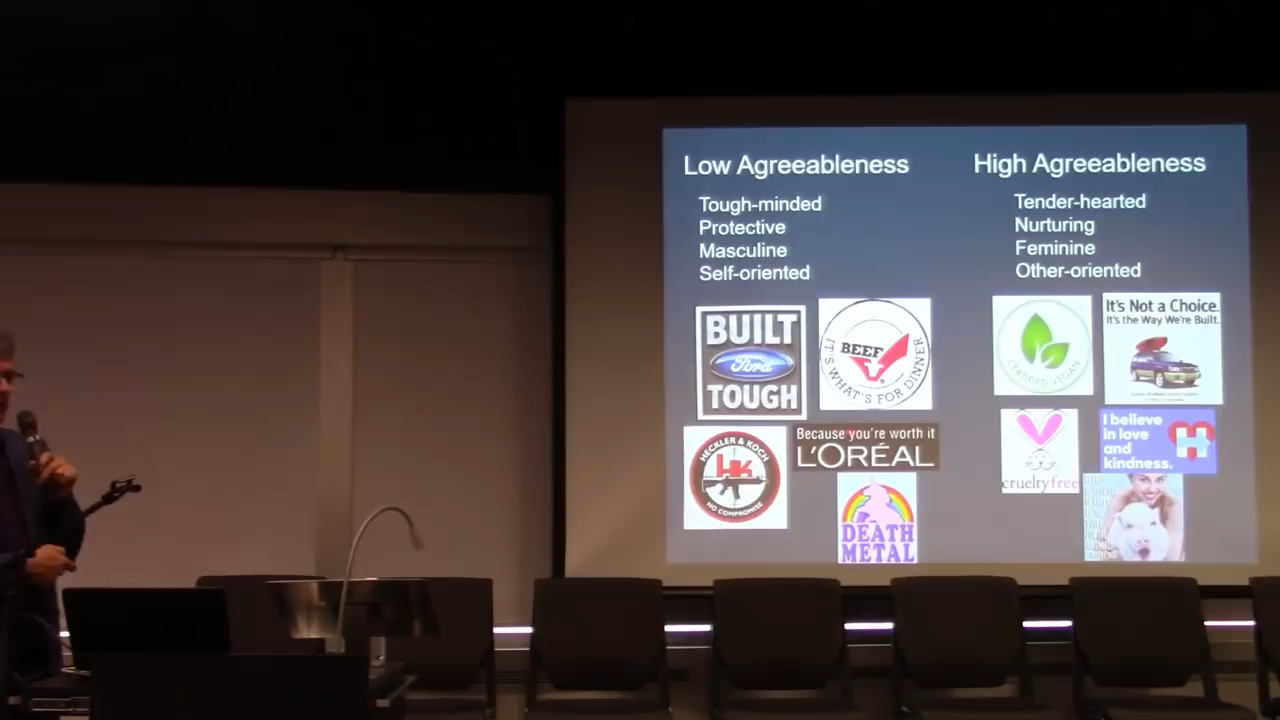 Low Agreeableness
Tough-minded
Protective
Masculine
Self-oriented
BUILT
Ford
TOUGH
BEEF
IT'S WHAT'S FOR DINNER
HECKLER & KOCH
HK
NO COMPROMISE
Because you're worth it
L'ORÉAL
DEATH
METAL
High Agreeableness
Tender-hearted
Nurturing
Feminine
Other-oriented
CERTIFIED VEGAN
It's Not a Choice.
It's the Way We're Built.
crueltyfree
I believe
in love
and
kindness.
H